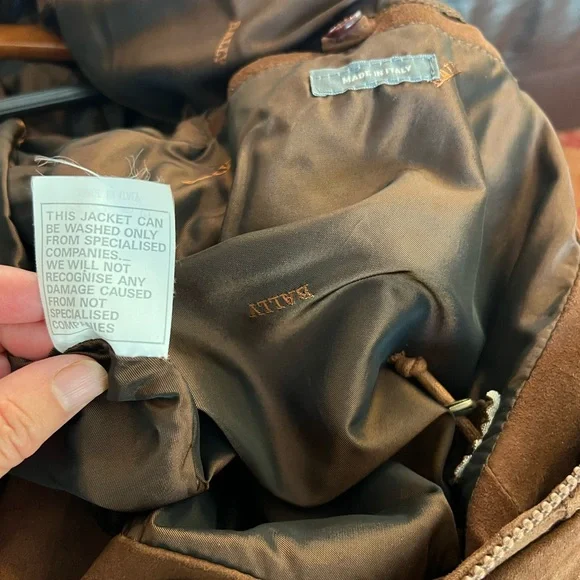 MADE IN ITALY
THIS JACKET CAN
BE WASHED ONLY
FROM SPECIALISED
COMPANIES...
WE WILL NOT
RECOGNISE ANY
DAMAGE CAUSED
FROM NOT
SPECIALISED
COMPANIES
BALLY